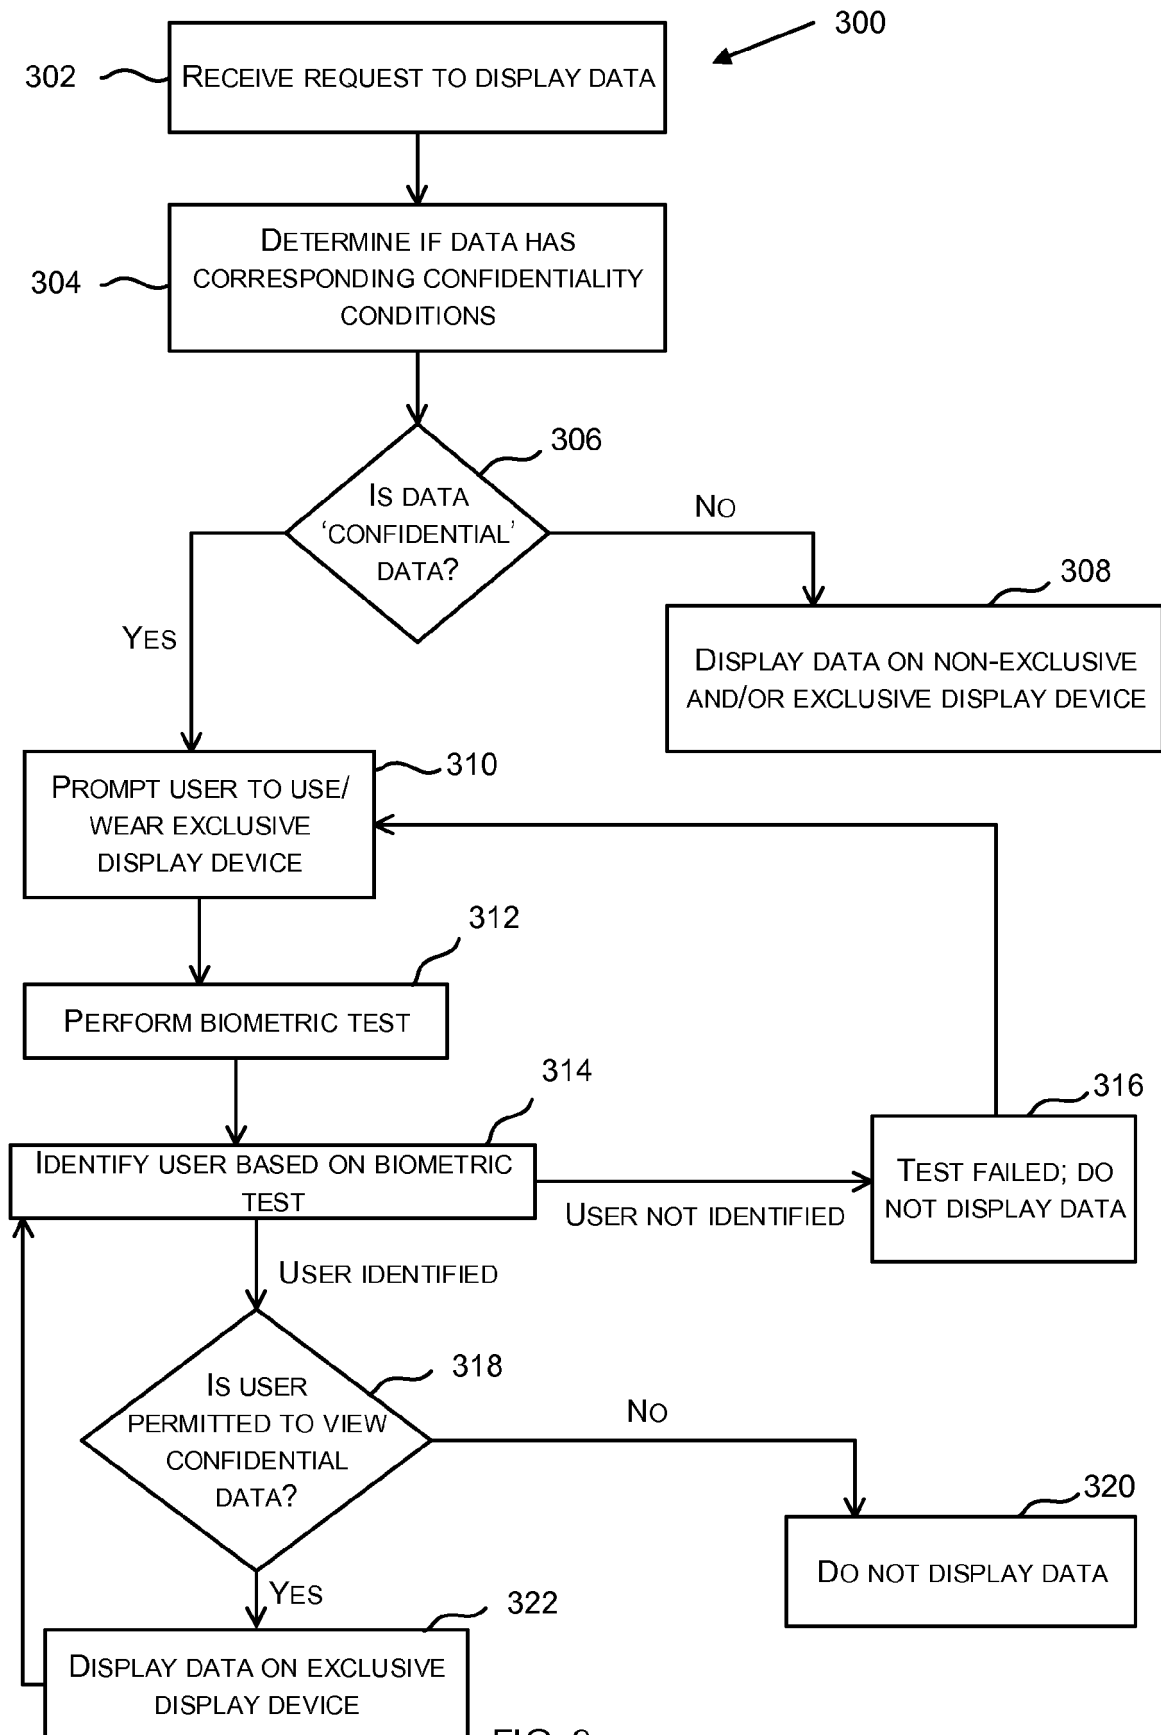 300
302
RECEIVE REQUEST TO DISPLAY DATA
304
DETERMINE IF DATA HAS
CORRESPONDING CONFIDENTIALITY
CONDITIONS
306
IS DATA
‘CONFIDENTIAL’
DATA?
NO
YES
308
DISPLAY DATA ON NON-EXCLUSIVE
AND/OR EXCLUSIVE DISPLAY DEVICE
310
PROMPT USER TO USE/
WEAR EXCLUSIVE
DISPLAY DEVICE
312
PERFORM BIOMETRIC TEST
314
IDENTIFY USER BASED ON BIOMETRIC
TEST
USER NOT IDENTIFIED
316
TEST FAILED; DO
NOT DISPLAY DATA
USER IDENTIFIED
318
IS USER
PERMITTED TO VIEW
CONFIDENTIAL
DATA?
NO
320
DO NOT DISPLAY DATA
YES
322
DISPLAY DATA ON EXCLUSIVE
DISPLAY DEVICE
FIG.